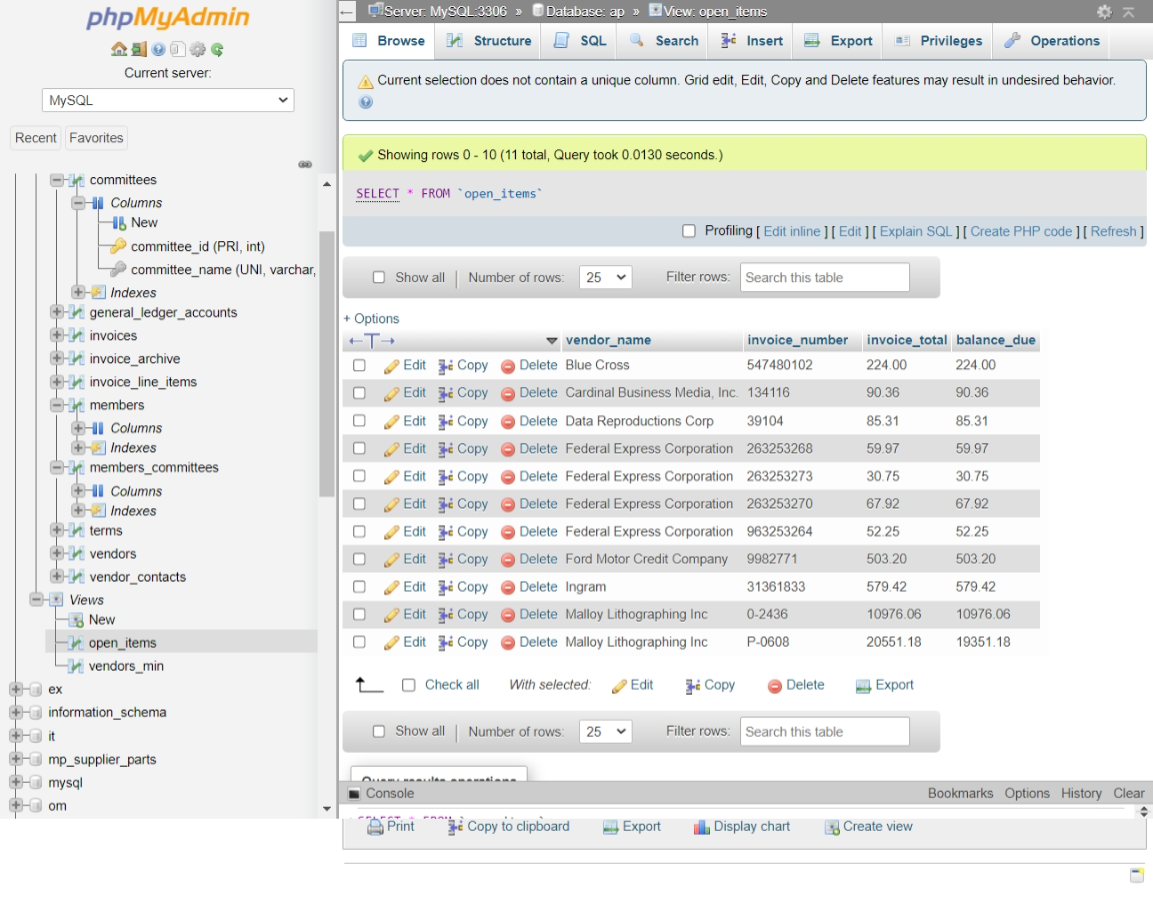 phpMyAdmin
Current server:
MySQL
Recent Favorites
committees
Columns
New
committee_id (PRI, int)
committee_name (UNI, varchar,
Indexes
general_ledger_accounts
invoices
invoice_archive
invoice_line_items
members
Columns
Indexes
members_committees
Columns
Indexes
terms
vendors
vendor_contacts
Views
New
open_items
vendors_min
ex
information_schema
it
mp_supplier_parts
mysql
om
Server: MySQL:3306 » Database: ap » View: open_items
Browse Structure SQL Search Insert Export Privileges Operations
Current selection does not contain a unique column. Grid edit, Edit, Copy and Delete features may result in undesired behavior.
Showing rows 0 - 10 (11 total, Query took 0.0130 seconds.)
SELECT * FROM `open_items`
Profiling [ Edit inline ] [ Edit ] [ Explain SQL ] [ Create PHP code ] [ Refresh ]
Show all | Number of rows: 25 Filter rows: Search this table
+ Options
←T→ vendor_name invoice_number invoice_total balance_due
Edit Copy Delete Blue Cross 547480102 224.00 224.00
Edit Copy Delete Cardinal Business Media, Inc. 134116 90.36 90.36
Edit Copy Delete Data Reproductions Corp 39104 85.31 85.31
Edit Copy Delete Federal Express Corporation 263253268 59.97 59.97
Edit Copy Delete Federal Express Corporation 263253273 30.75 30.75
Edit Copy Delete Federal Express Corporation 263253270 67.92 67.92
Edit Copy Delete Federal Express Corporation 963253264 52.25 52.25
Edit Copy Delete Ford Motor Credit Company 9982771 503.20 503.20
Edit Copy Delete Ingram 31361833 579.42 579.42
Edit Copy Delete Malloy Lithographing Inc 0-2436 10976.06 10976.06
Edit Copy Delete Malloy Lithographing Inc P-0608 20551.18 19351.18
Check all With selected: Edit Copy Delete Export
Show all | Number of rows: 25 Filter rows: Search this table
Query results operations
Console Bookmarks Options History Clear
Print Copy to clipboard Export Display chart Create view